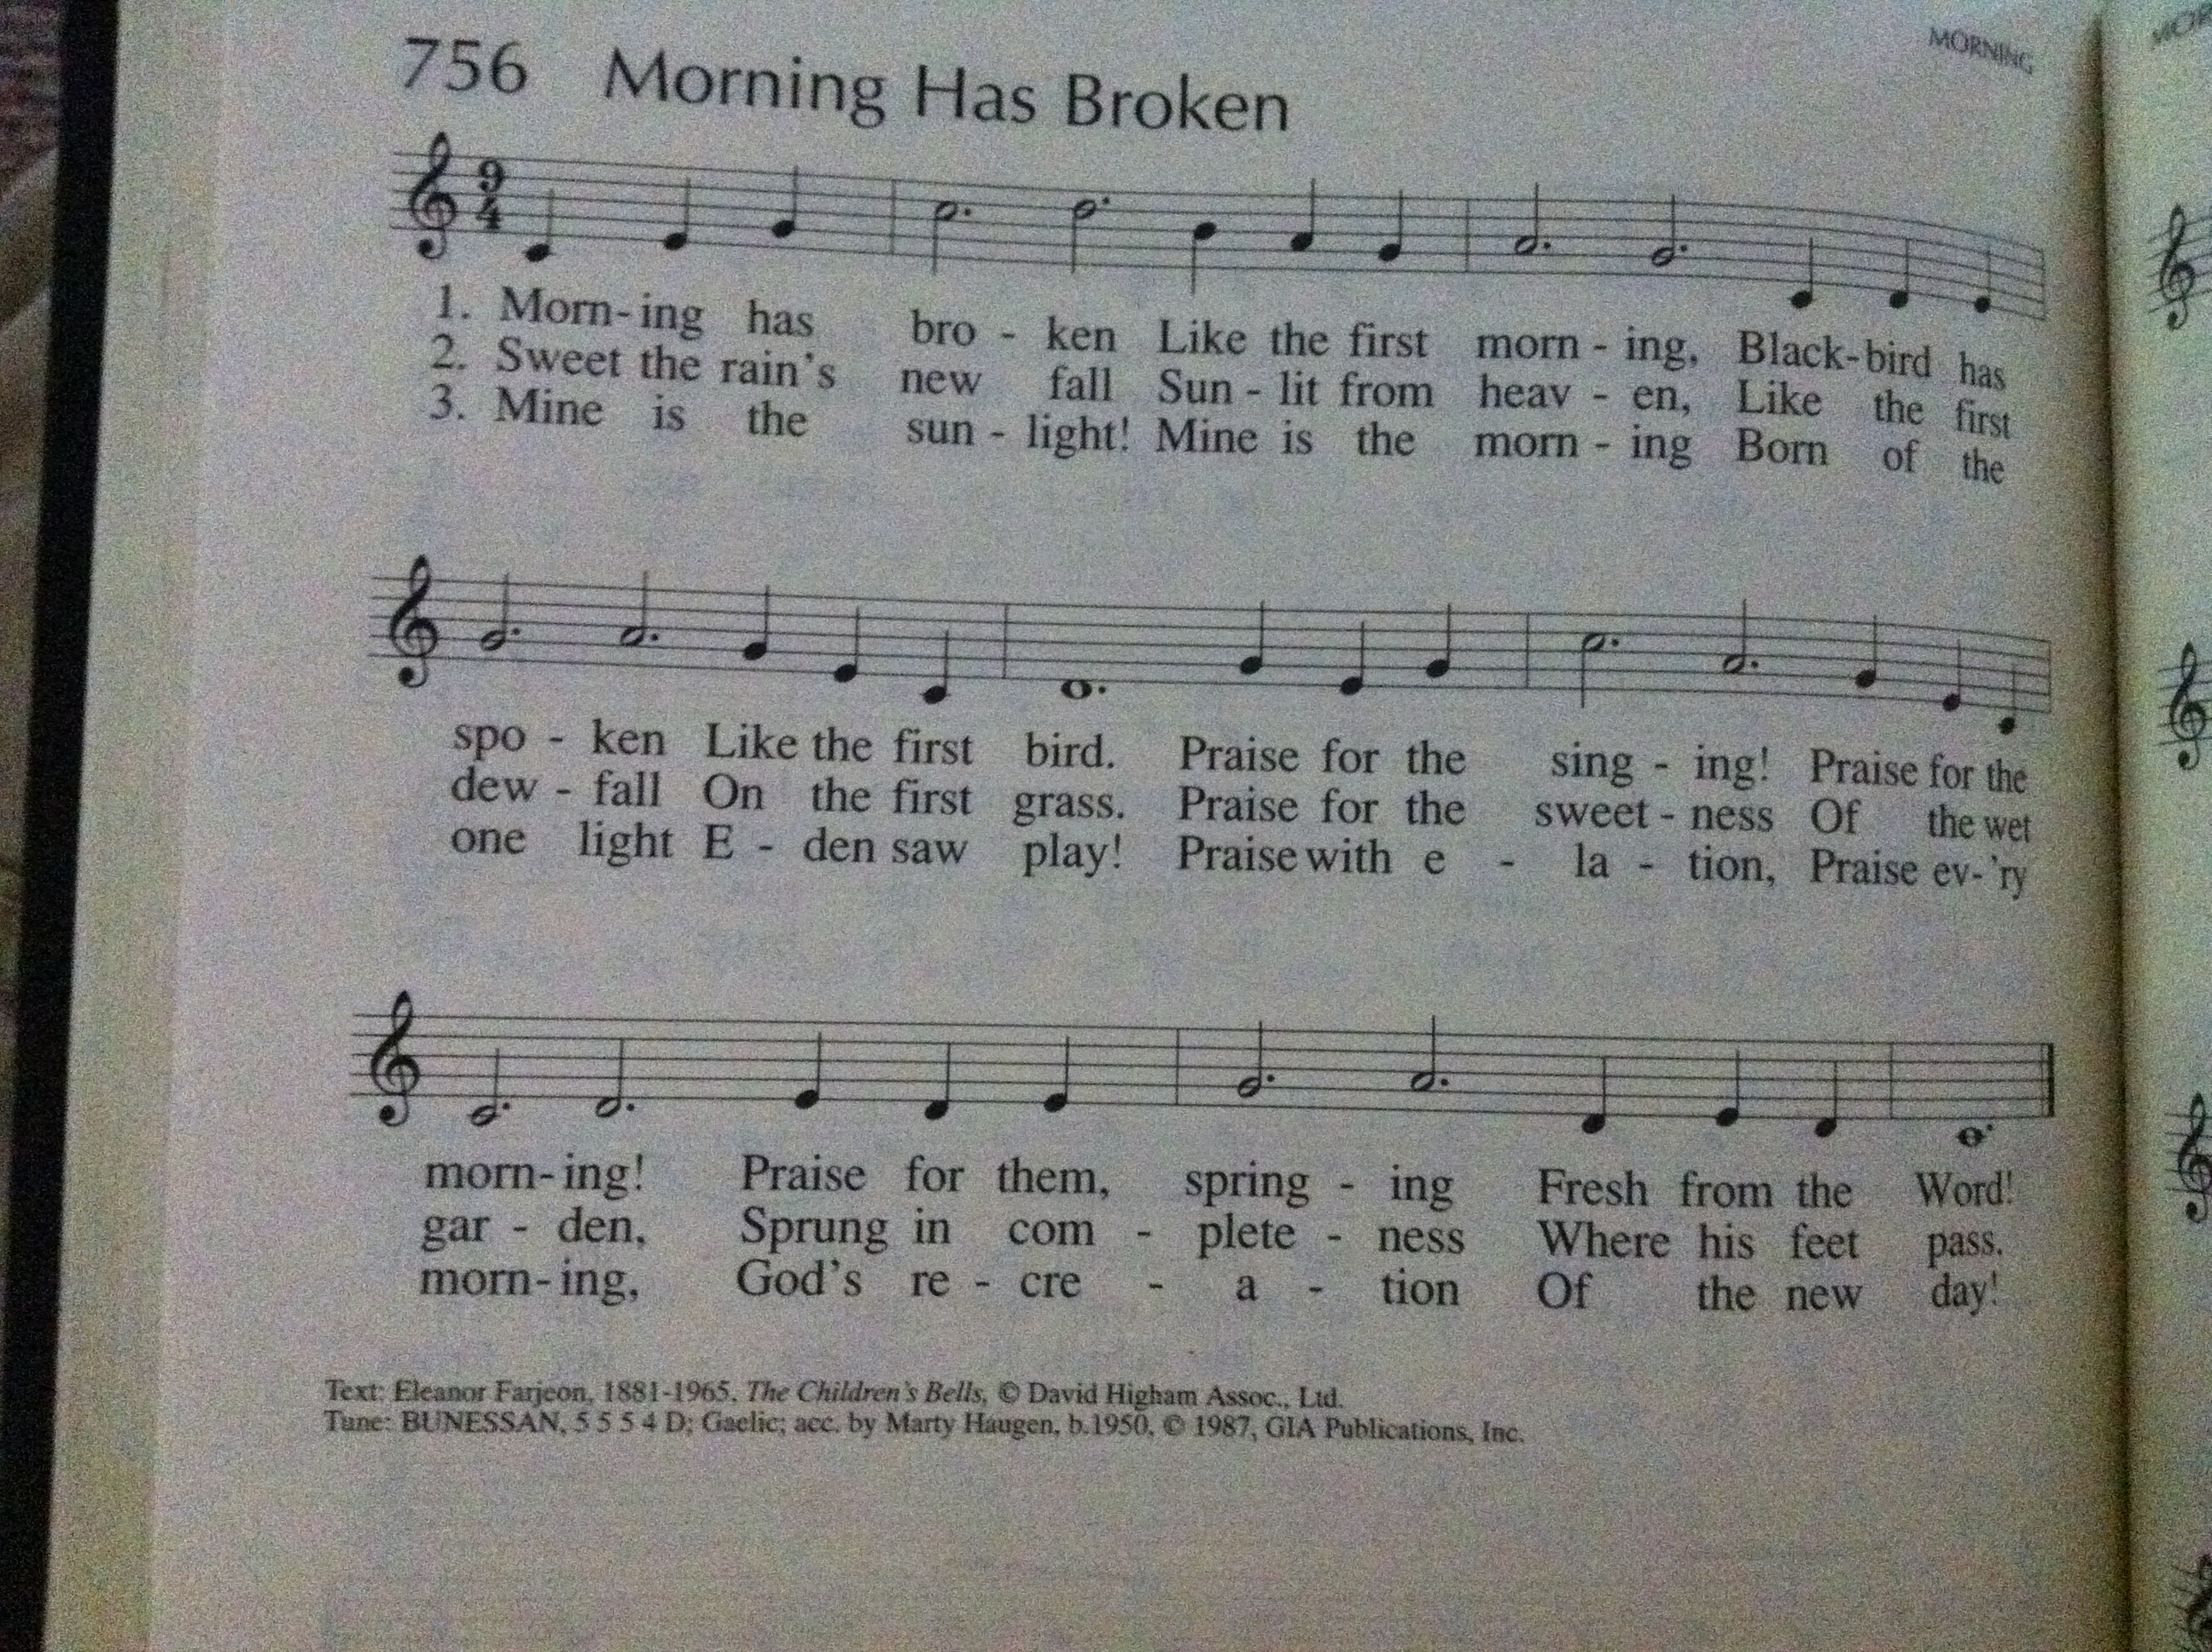 MORNING
756 Morning Has Broken
9
4
1. Morn-ing has bro - ken Like the first morn - ing, Black-bird has
2. Sweet the rain's new fall Sun - lit from heav - en, Like the first
3. Mine is the sun - light! Mine is the morn - ing Born of the
spo - ken Like the first bird. Praise for the sing - ing! Praise for the
dew - fall On the first grass. Praise for the sweet - ness Of the wet
one light E - den saw play! Praise with e - la - tion, Praise ev-'ry
morn-ing! Praise for them, spring - ing Fresh from the Word!
gar - den, Sprung in com - plete - ness Where his feet pass.
morn-ing, God's re - cre - a - tion Of the new day!
Text: Eleanor Farjeon, 1881-1965, The Children's Bells, © David Higham Assoc., Ltd.
Tune: BUNESSAN, 5 5 5 4 D; Gaelic; acc. by Marty Haugen, b.1950, © 1987, GIA Publications, Inc.